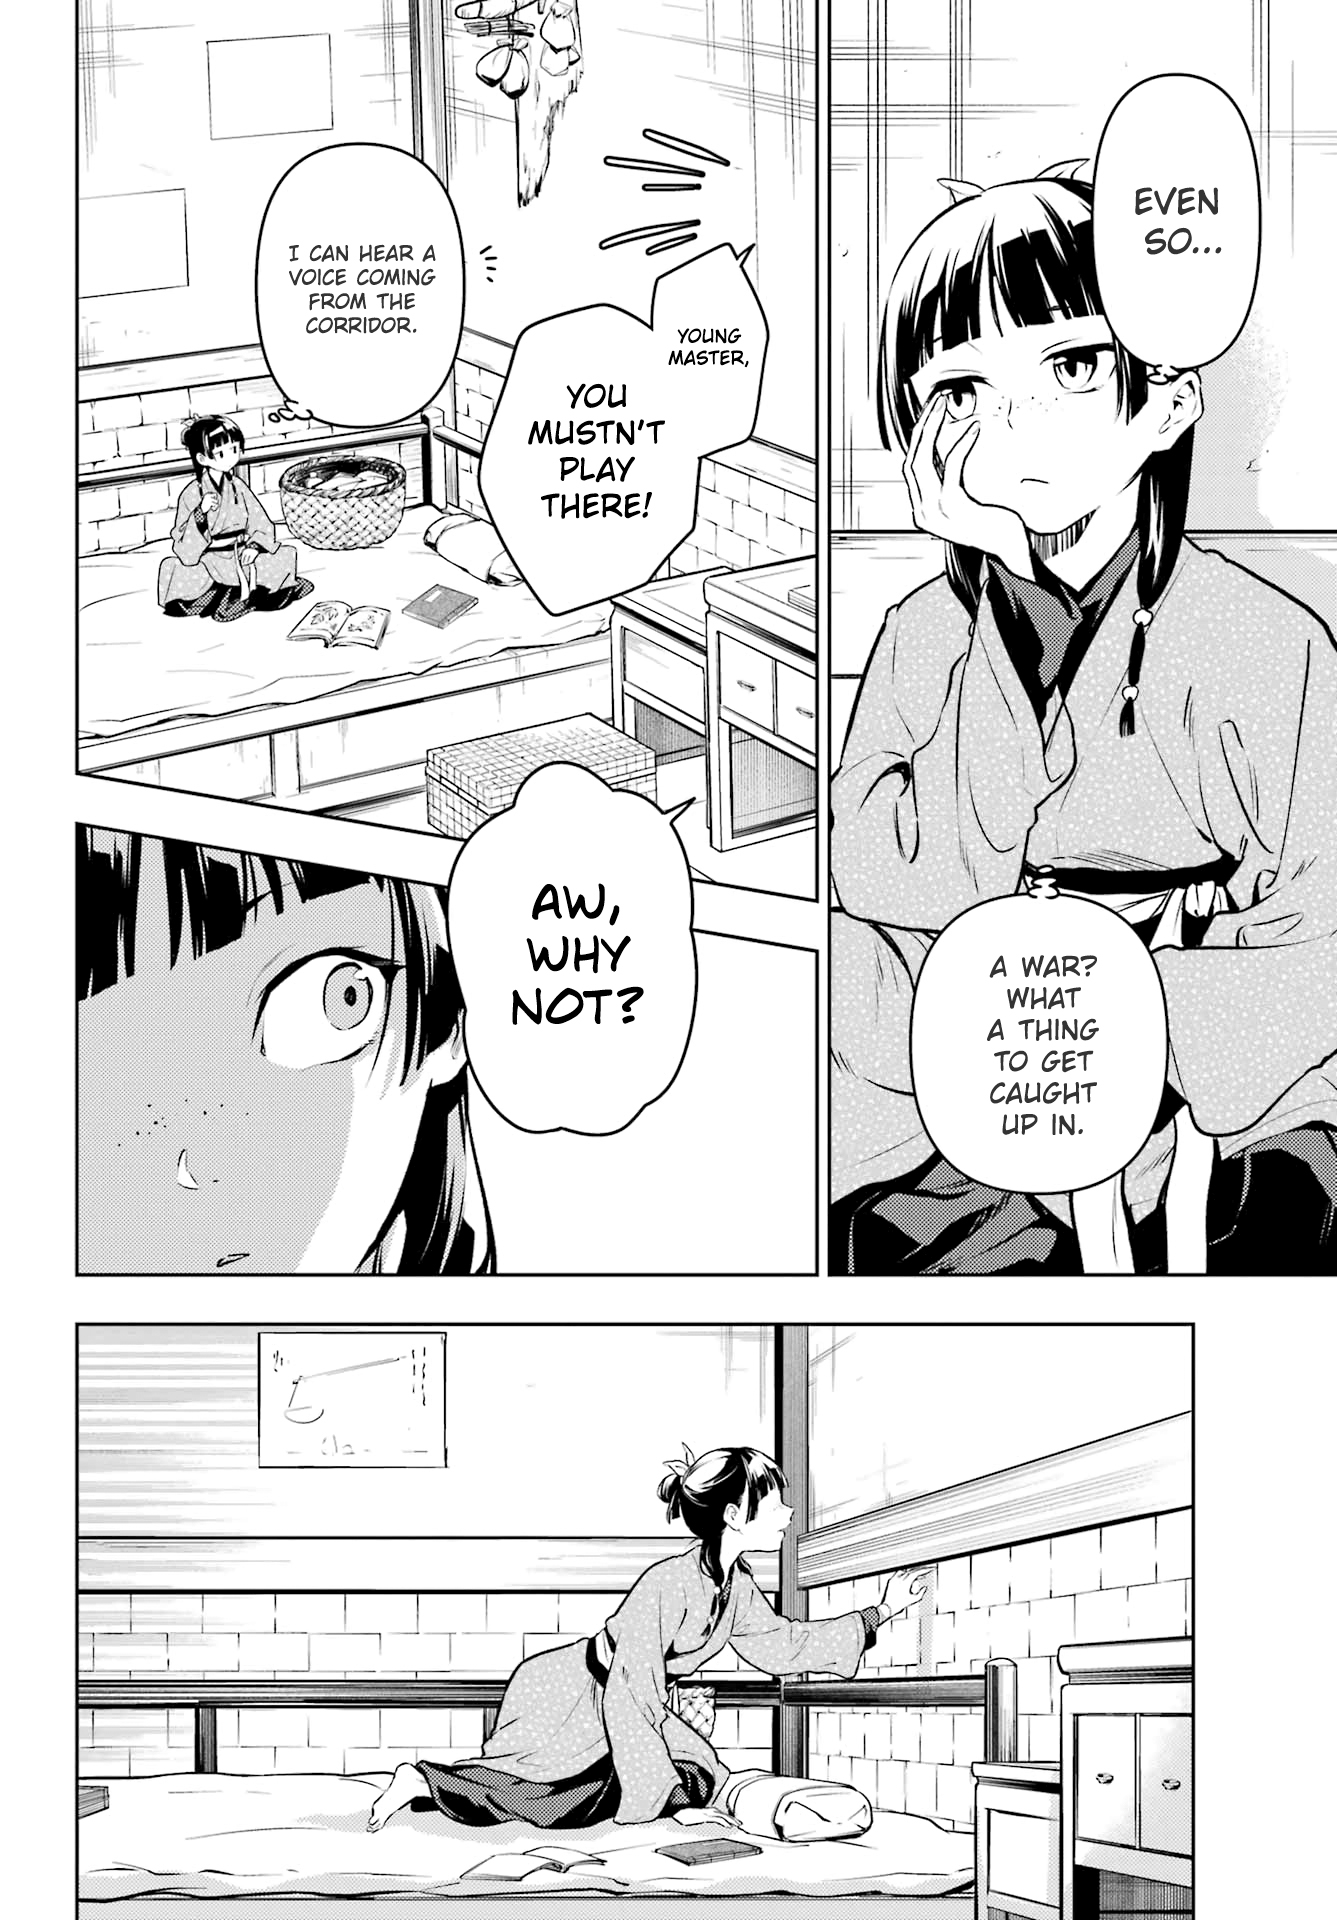 EVEN
SO...
A WAR?
WHAT
A THING
TO GET
CAUGHT
UP IN.
YOUNG
MASTER,
YOU
MUSTN'T
PLAY
THERE!
I CAN HEAR A
VOICE COMING
FROM THE
CORRIDOR.
AW,
WHY
NOT?